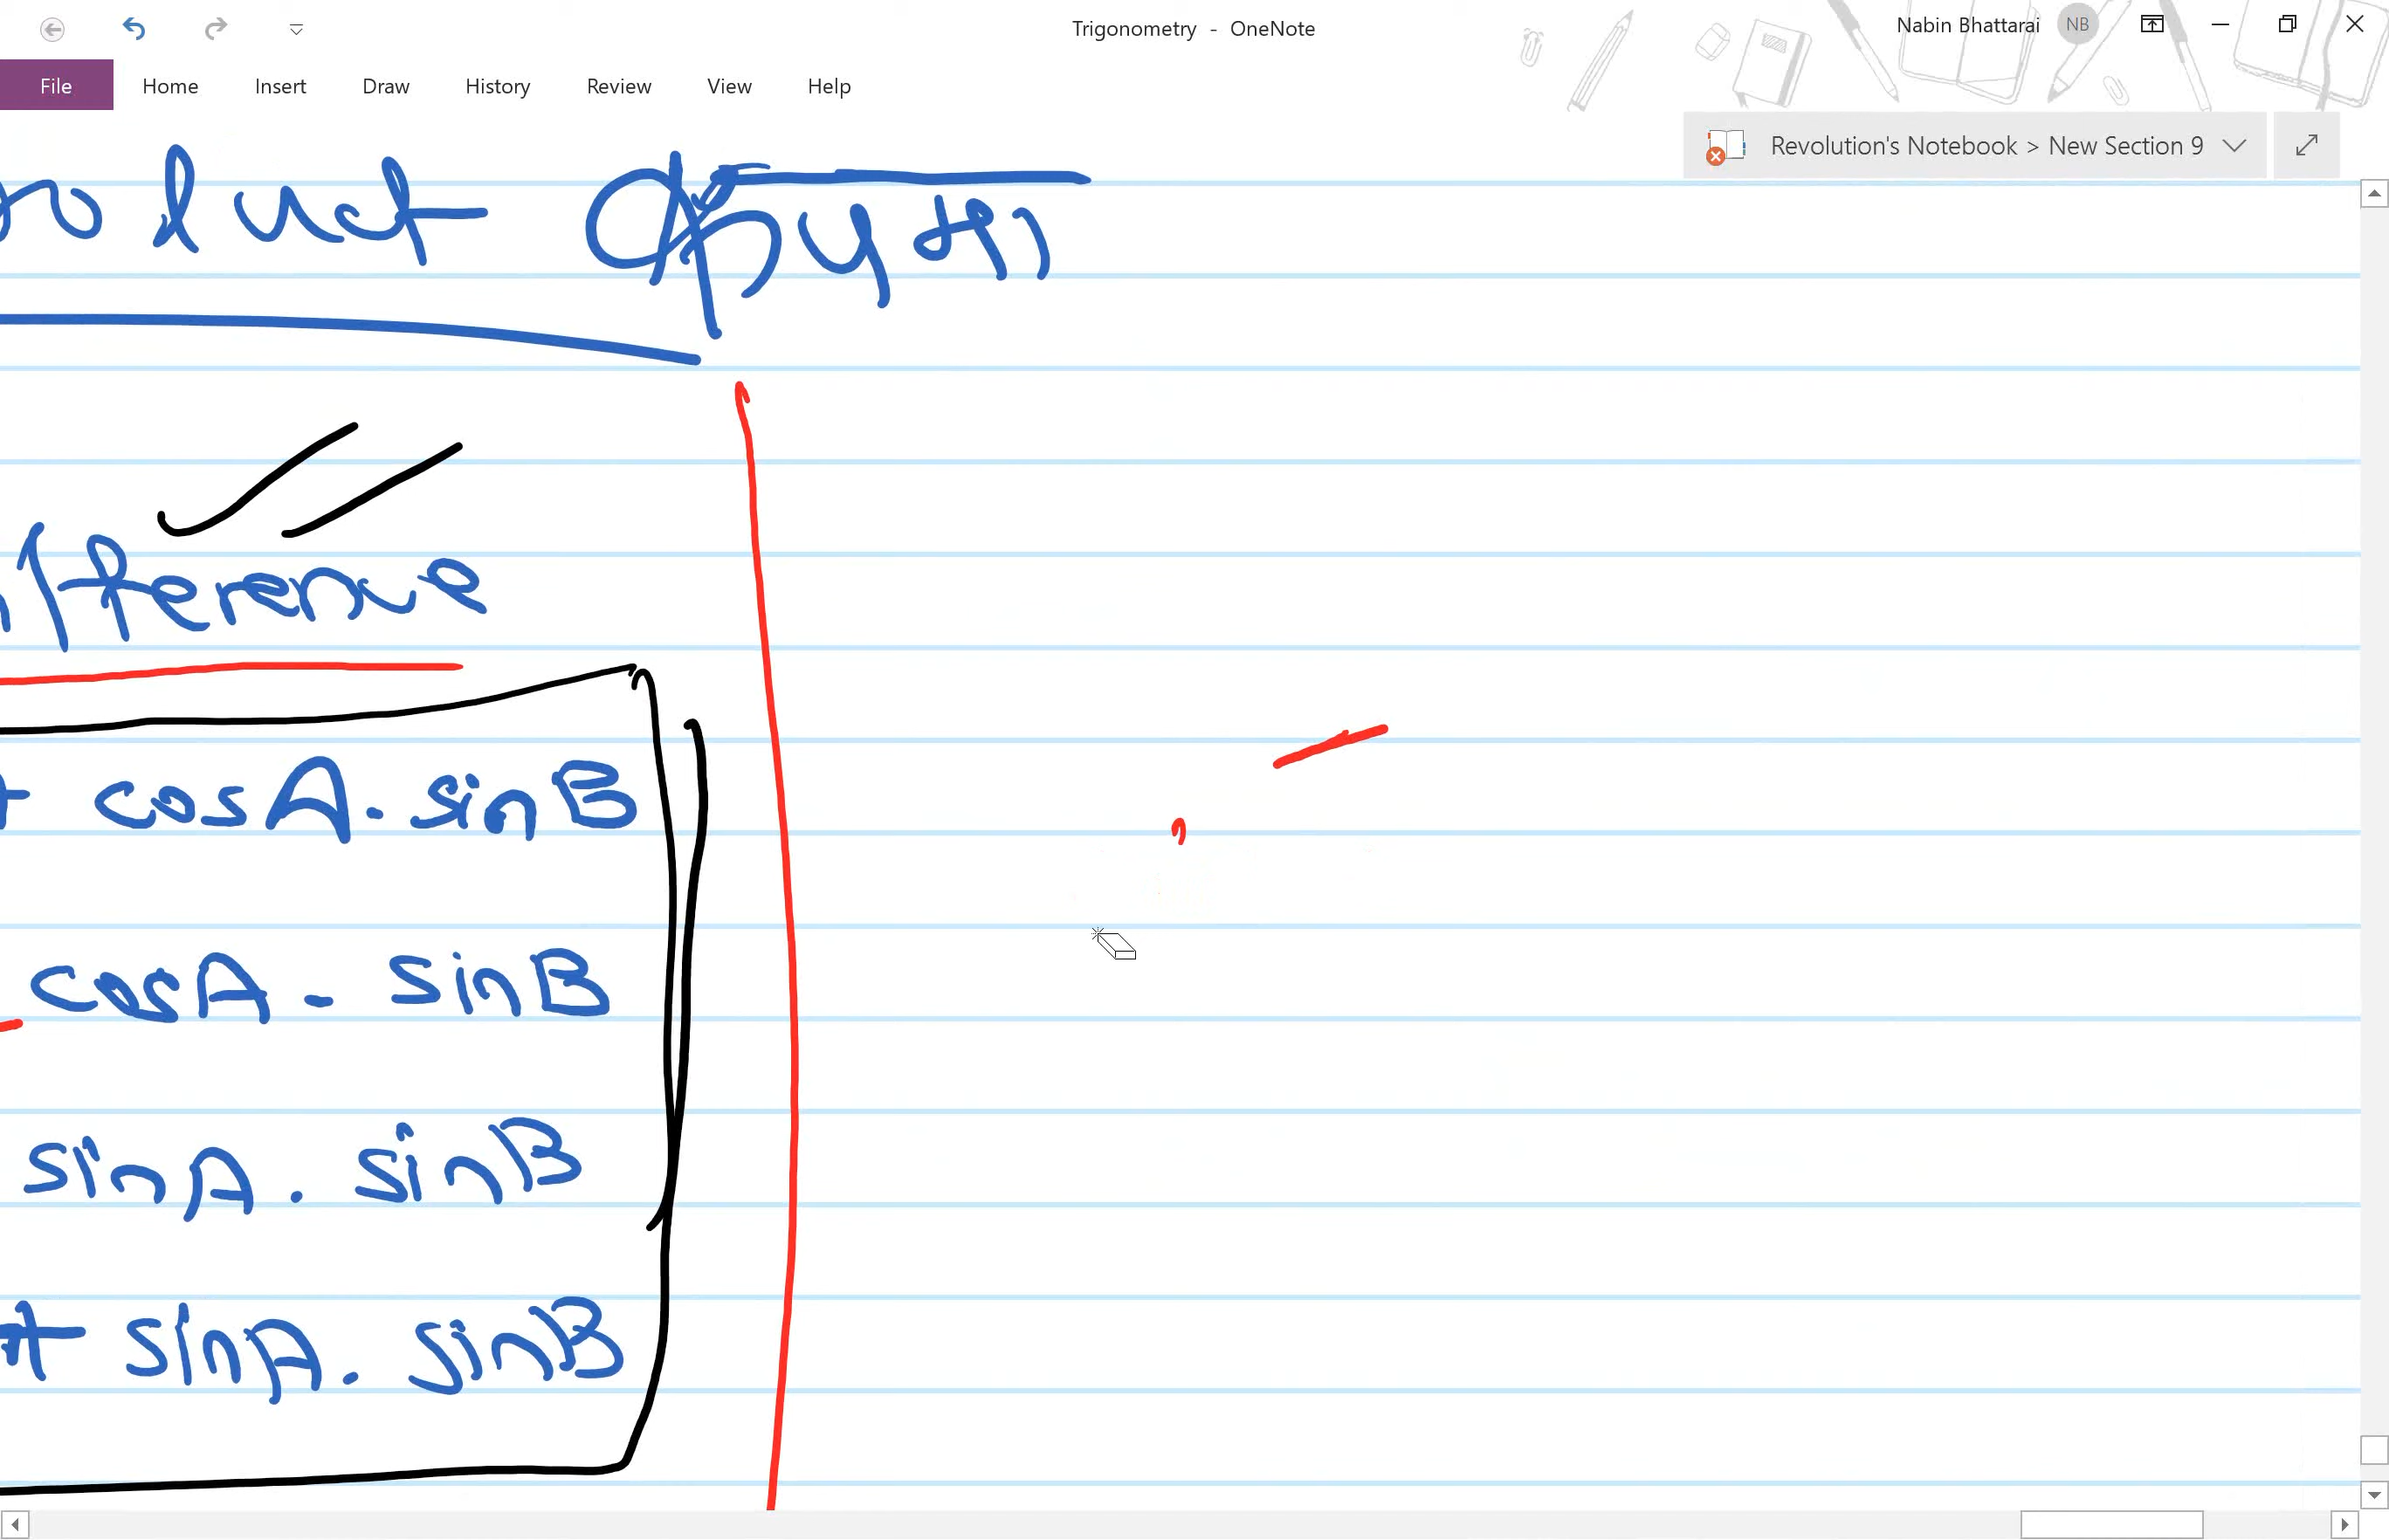 Trigonometry - OneNote
Nabin Bhattarai NB
File Home Insert Draw History Review View Help
Revolution's Notebook > New Section 9
fference
+ cosA. sinB
cosA . sinB
sinA . sinB
+ sinA. sinB